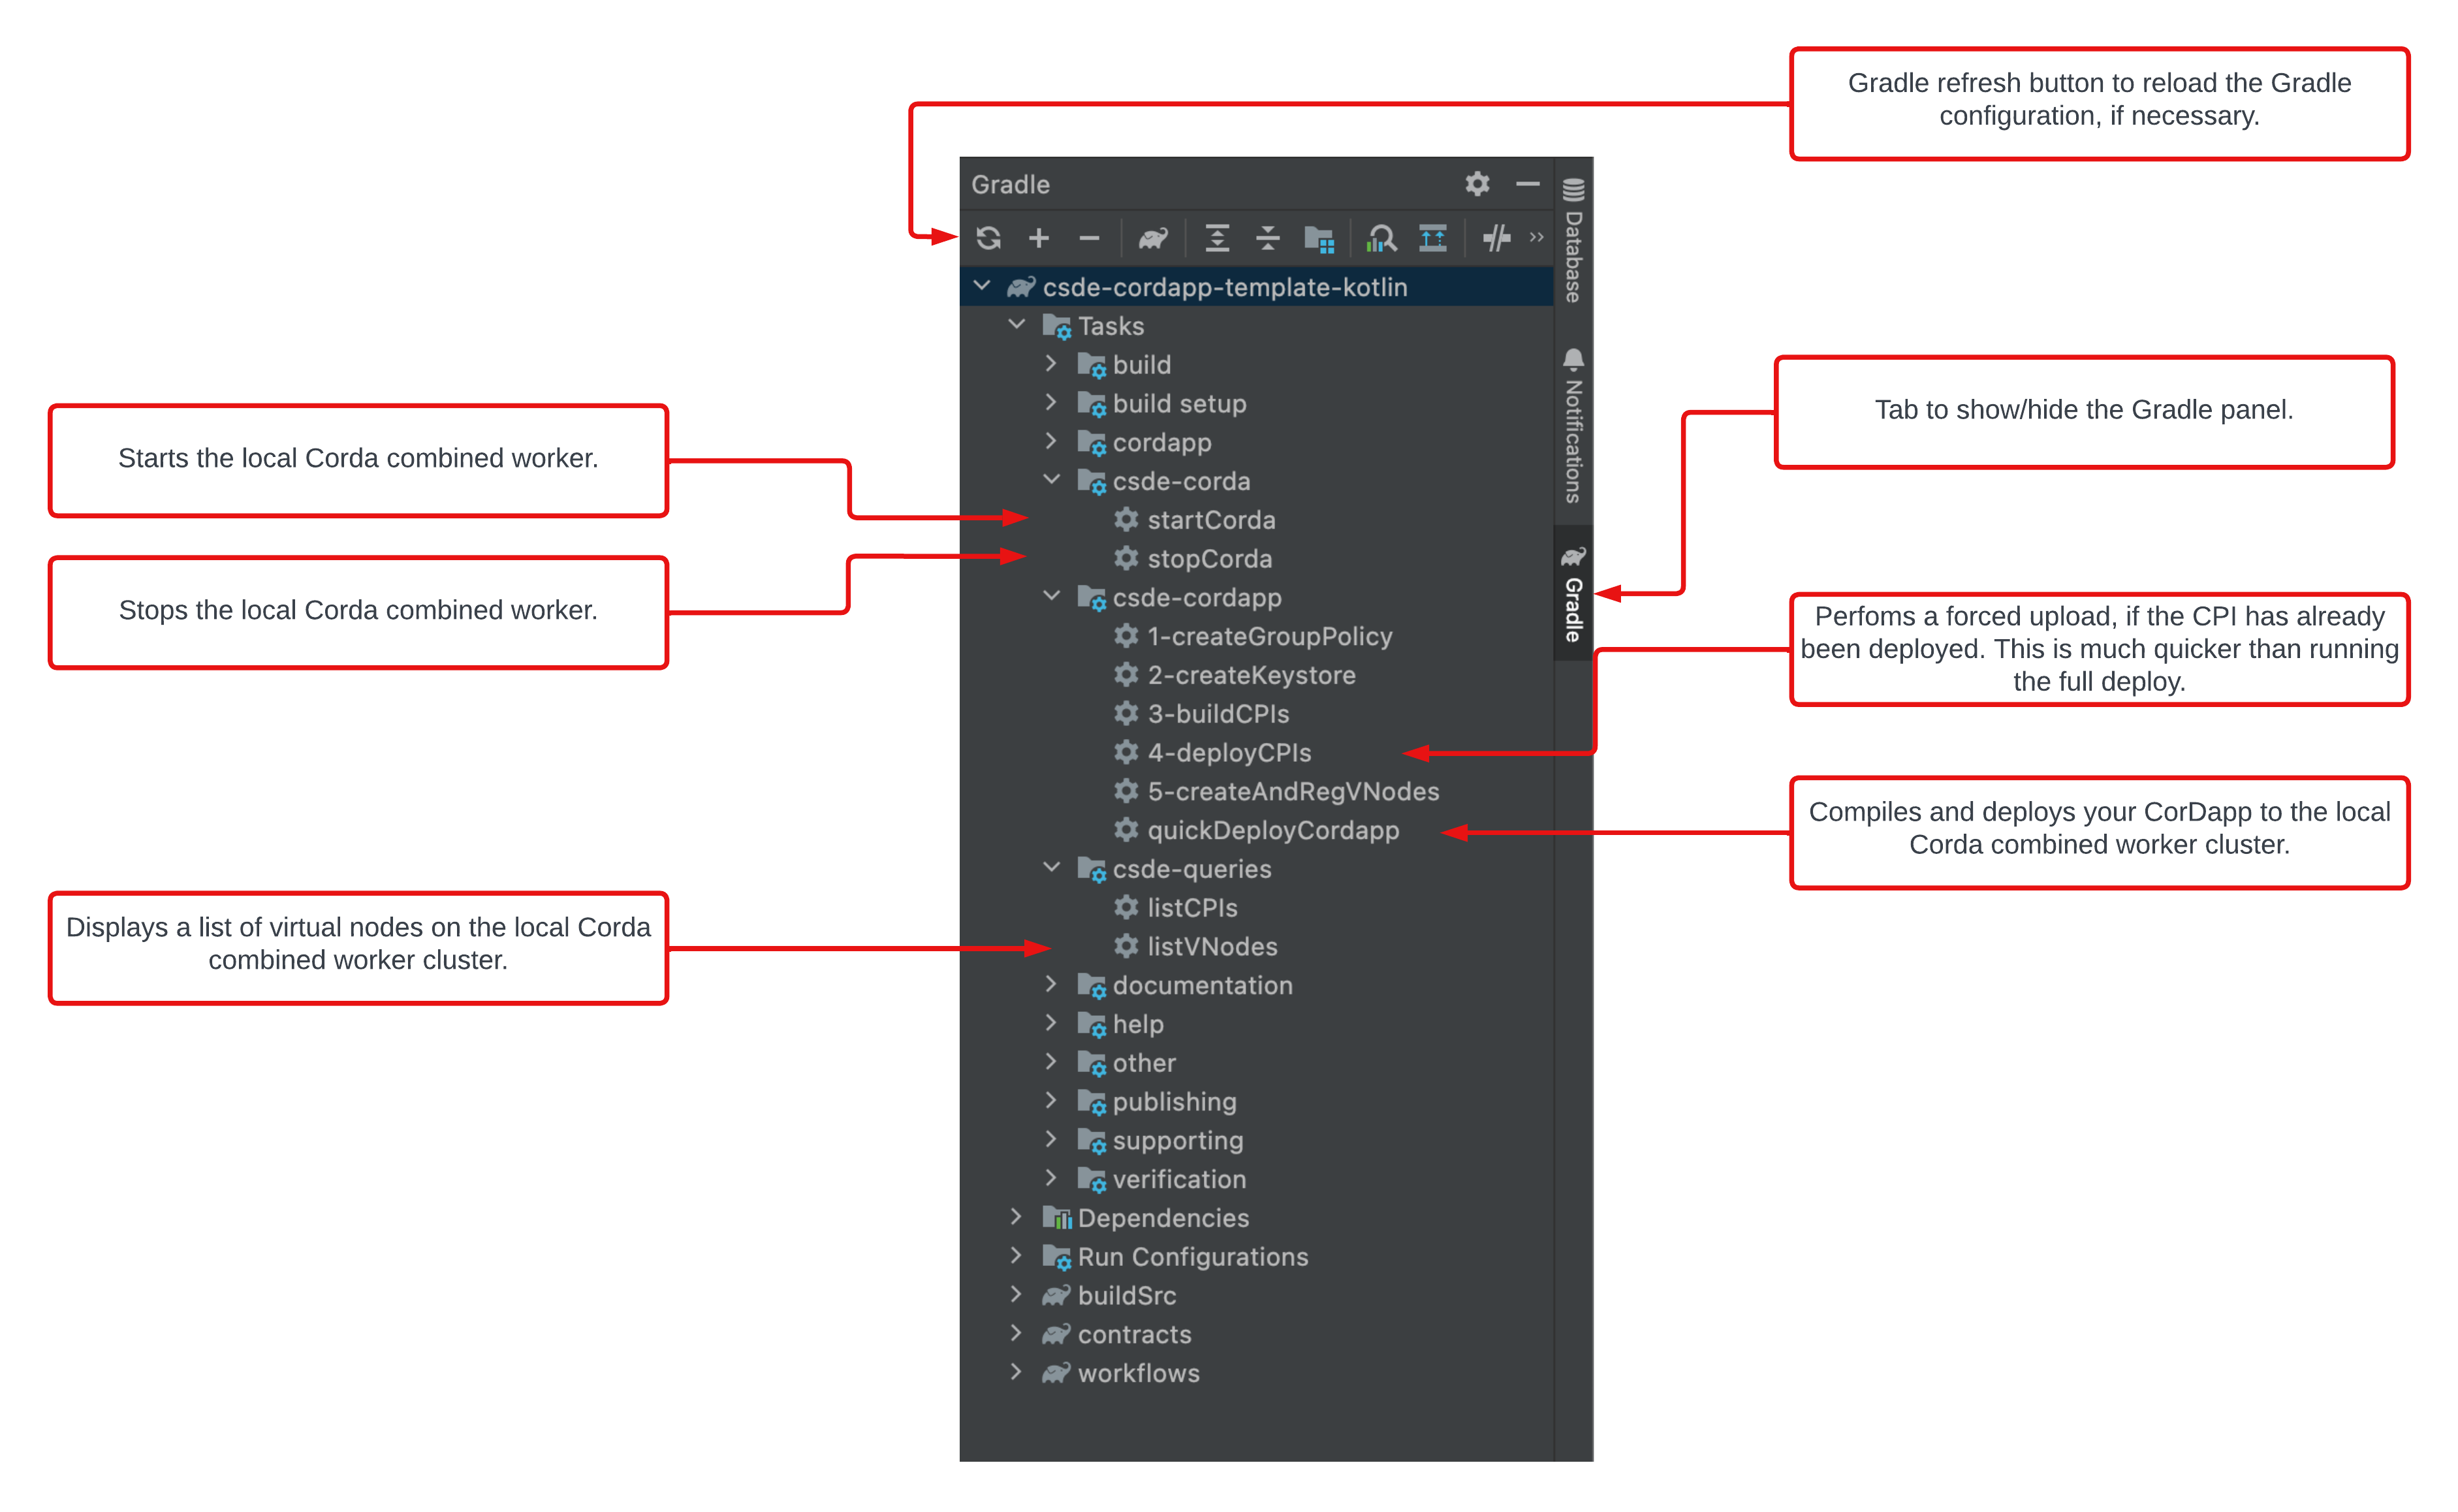 Gradle refresh button to reload the Gradle
configuration, if necessary.
Gradle
Database
Notifications
Gradle
csde-cordapp-template-kotlin
Tasks
build
build setup
cordapp
csde-corda
startCorda
stopCorda
csde-cordapp
1-createGroupPolicy
2-createKeystore
3-buildCPIs
4-deployCPIs
5-createAndRegVNodes
quickDeployCordapp
csde-queries
listCPIs
listVNodes
documentation
help
other
publishing
supporting
verification
Dependencies
Run Configurations
buildSrc
contracts
workflows
Starts the local Corda combined worker.
Stops the local Corda combined worker.
Displays a list of virtual nodes on the local Corda
combined worker cluster.
Tab to show/hide the Gradle panel.
Perfoms a forced upload, if the CPI has already
been deployed. This is much quicker than running
the full deploy.
Compiles and deploys your CorDapp to the local
Corda combined worker cluster.